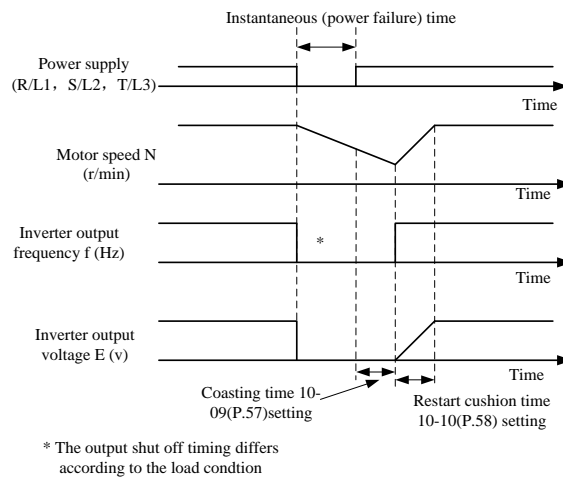 Instantaneous (power failure) time
Power supply
(R/L1, S/L2, T/L3)
Time
Motor speed N
(r/min)
Time
Inverter output
frequency f (Hz)
*
Time
Inverter output
voltage E (v)
Time
Coasting time 10-
09(P.57)setting
Restart cushion time
10-10(P.58) setting
* The output shut off timing differs
according to the load condtion